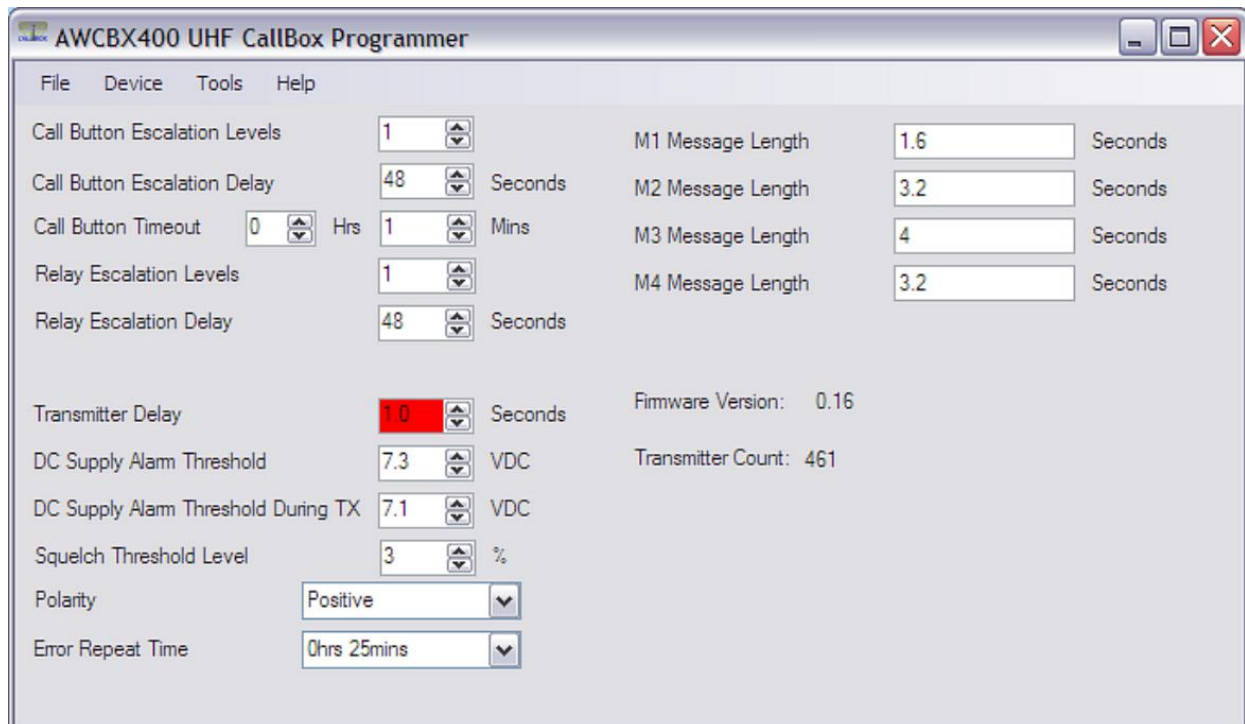 AWCBX400 UHF CallBox Programmer
File Device Tools Help
Call Button Escalation Levels 1
Call Button Escalation Delay 48 Seconds
Call Button Timeout 0 Hrs 1 Mins
Relay Escalation Levels 1
Relay Escalation Delay 48 Seconds
Transmitter Delay 1.0 Seconds
DC Supply Alarm Threshold 7.3 VDC
DC Supply Alarm Threshold During TX 7.1 VDC
Squelch Threshold Level 3 %
Polarity Positive
Error Repeat Time 0hrs 25mins
M1 Message Length 1.6 Seconds
M2 Message Length 3.2 Seconds
M3 Message Length 4 Seconds
M4 Message Length 3.2 Seconds
Firmware Version: 0.16
Transmitter Count: 461